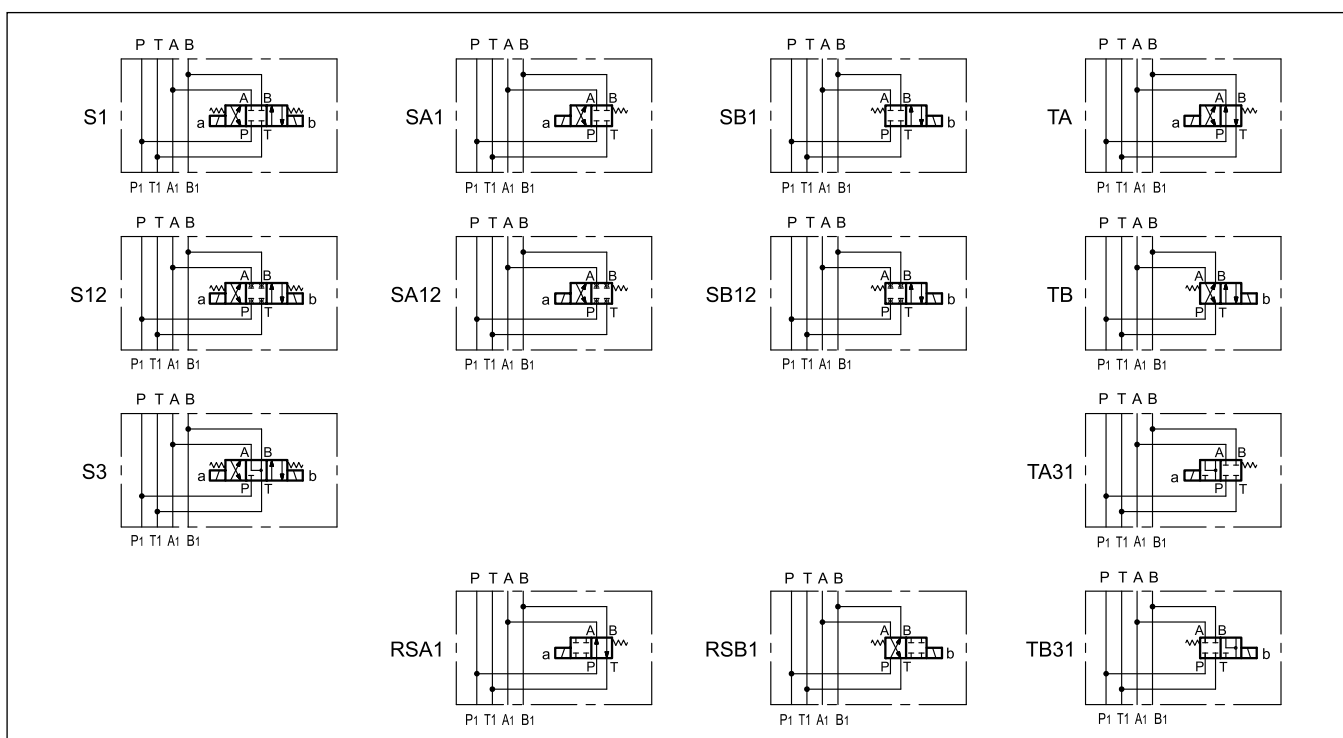 P T A B
S1
A B
a b
P T
P1 T1 A1 B1
P T A B
SA1
A B
a
P T
P1 T1 A1 B1
P T A B
SB1
A B
b
P T
P1 T1 A1 B1
P T A B
TA
A B
a
P T
P1 T1 A1 B1
P T A B
S12
A B
a b
P T
P1 T1 A1 B1
P T A B
SA12
A B
a
P T
P1 T1 A1 B1
P T A B
SB12
A B
b
P T
P1 T1 A1 B1
P T A B
TB
A B
b
P T
P1 T1 A1 B1
P T A B
S3
A B
a b
P T
P1 T1 A1 B1
P T A B
TA31
A B
a
P T
P1 T1 A1 B1
P T A B
RSA1
A B
a
P T
P1 T1 A1 B1
P T A B
RSB1
A B
b
P T
P1 T1 A1 B1
P T A B
TB31
A B
b
P T
P1 T1 A1 B1